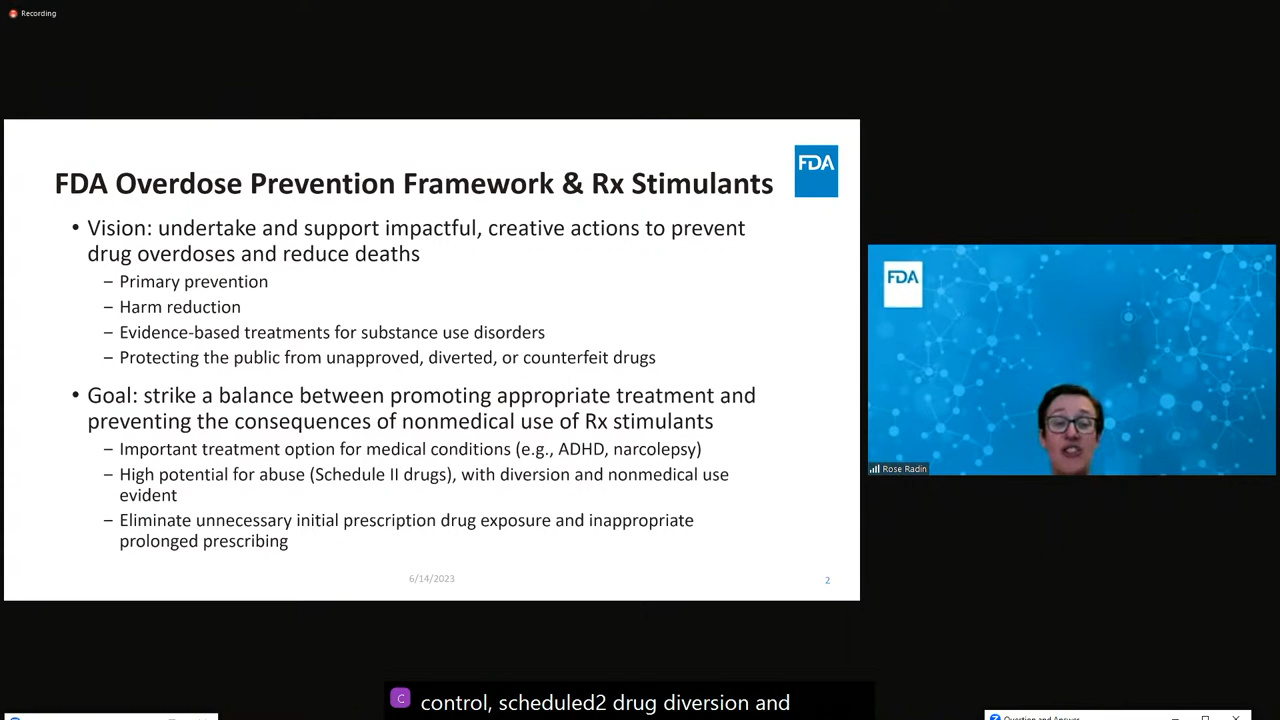 Recording
FDA
FDA Overdose Prevention Framework & Rx Stimulants
• Vision: undertake and support impactful, creative actions to prevent
drug overdoses and reduce deaths
– Primary prevention
– Harm reduction
– Evidence-based treatments for substance use disorders
– Protecting the public from unapproved, diverted, or counterfeit drugs
• Goal: strike a balance between promoting appropriate treatment and
preventing the consequences of nonmedical use of Rx stimulants
– Important treatment option for medical conditions (e.g., ADHD, narcolepsy)
– High potential for abuse (Schedule II drugs), with diversion and nonmedical use
evident
– Eliminate unnecessary initial prescription drug exposure and inappropriate
prolonged prescribing
6/14/2023
2
FDA
Rose Radin
C
control, scheduled2 drug diversion and
Question and Answer